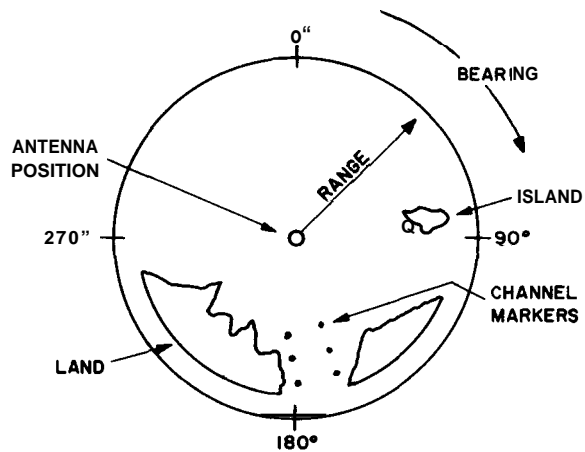 0"
BEARING
ANTENNA
POSITION
RANGE
ISLAND
Q
270"
90°
CHANNEL
MARKERS
LAND
180°